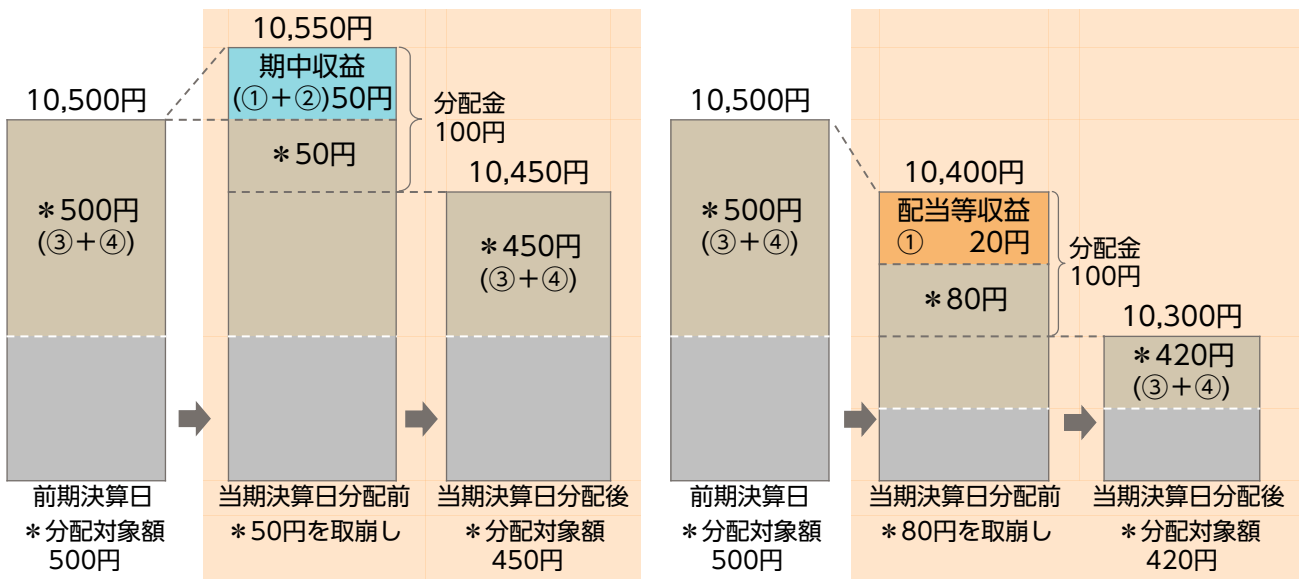 10,500円
*500円
(③+④)
前期決算日
*分配対象額
500円
10,550円
期中収益
(①+②)50円
*50円
分配金
100円
当期決算日分配前
*50円を取崩し
10,450円
*450円
(③+④)
当期決算日分配後
*分配対象額
450円
10,500円
*500円
(③+④)
前期決算日
*分配対象額
500円
10,400円
配当等収益
① 20円
*80円
分配金
100円
当期決算日分配前
*80円を取崩し
10,300円
*420円
(③+④)
当期決算日分配後
*分配対象額
420円